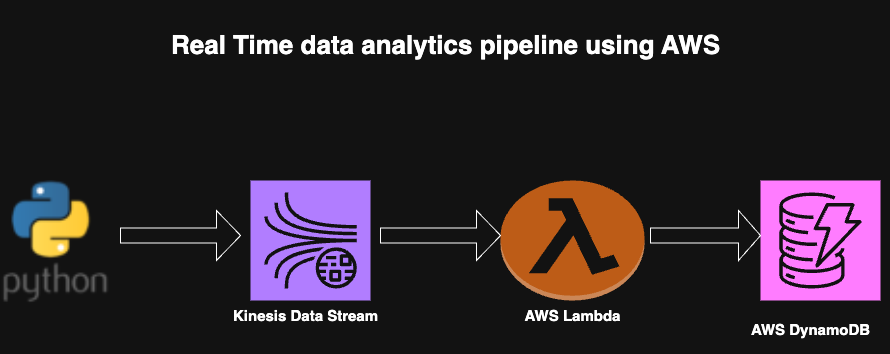 Real Time data analytics pipeline using AWS
python
Kinesis Data Stream
AWS Lambda
AWS DynamoDB